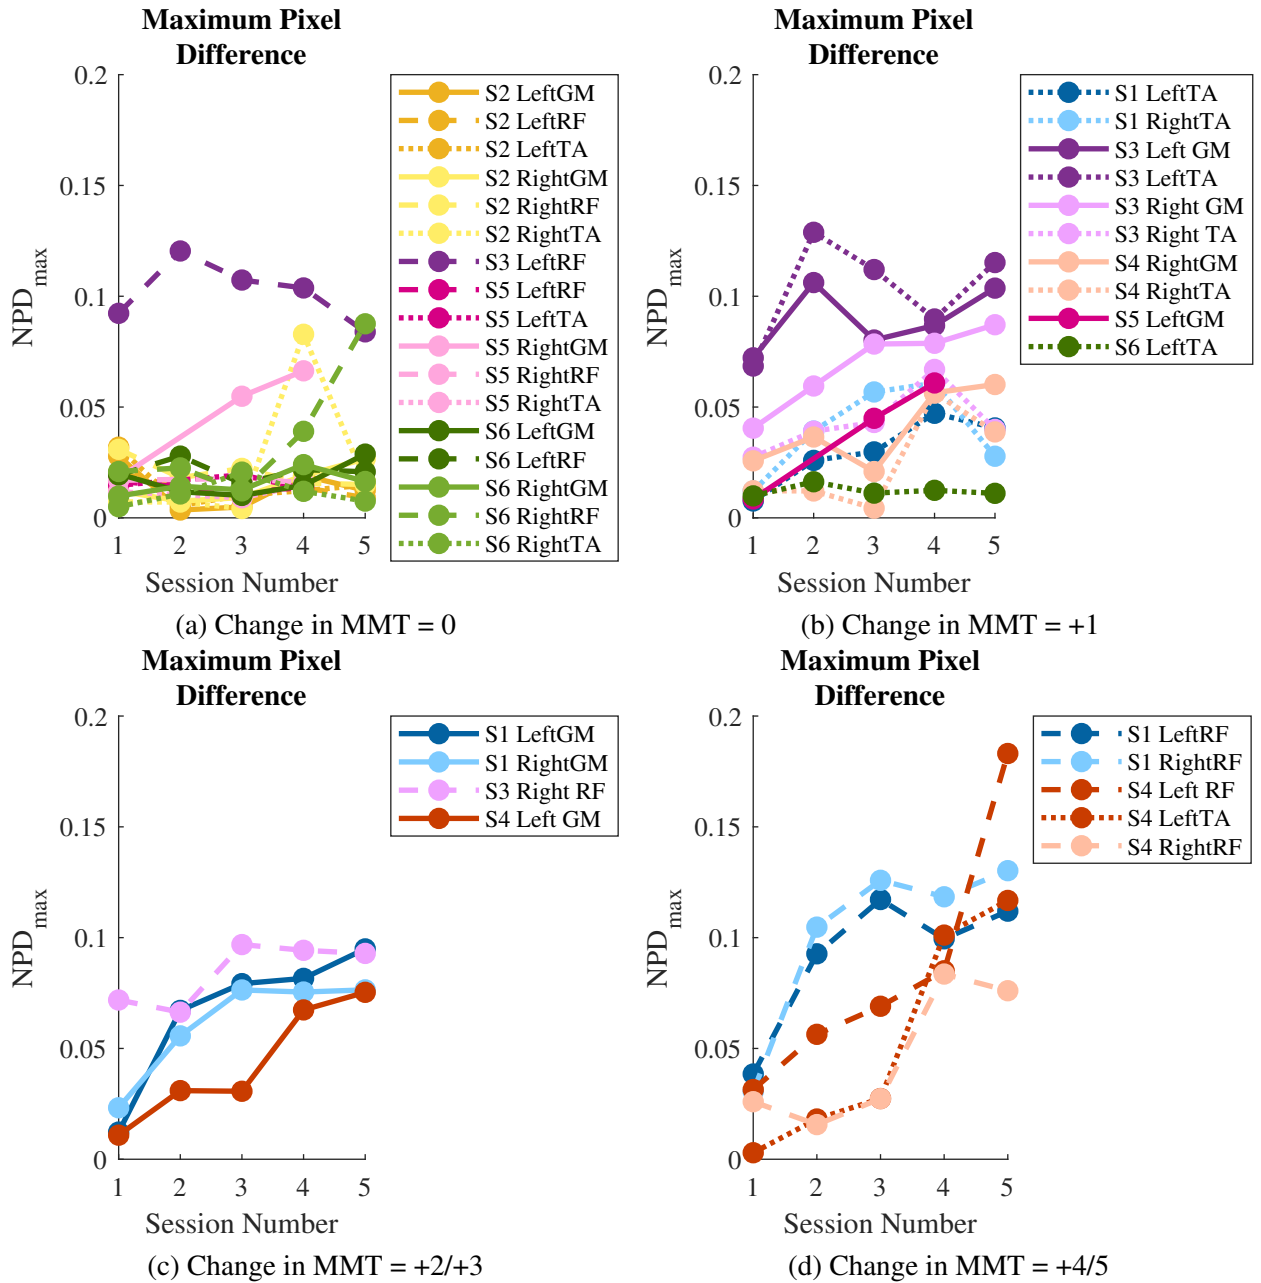 Maximum Pixel
Difference
0.2
0.15
0.1
0.05
0
NPDmax
1 2 3 4 5
Session Number
S2 LeftGM
S2 LeftRF
S2 LeftTA
S2 RightGM
S2 RightRF
S2 RightTA
S3 LeftRF
S5 LeftRF
S5 LeftTA
S5 RightGM
S5 RightRF
S5 RightTA
S6 LeftGM
S6 LeftRF
S6 RightGM
S6 RightRF
S6 RightTA
(a) Change in MMT = 0
Maximum Pixel
Difference
0.2
0.15
0.1
0.05
0
NPDmax
1 2 3 4 5
Session Number
S1 LeftTA
S1 RightTA
S3 Left GM
S3 LeftTA
S3 Right GM
S3 Right TA
S4 RightGM
S4 RightTA
S5 LeftGM
S6 LeftTA
(b) Change in MMT = +1
Maximum Pixel
Difference
0.2
0.15
0.1
0.05
0
NPDmax
1 2 3 4 5
Session Number
S1 LeftGM
S1 RightGM
S3 Right RF
S4 Left GM
(c) Change in MMT = +2/+3
Maximum Pixel
Difference
0.2
0.15
0.1
0.05
0
NPDmax
1 2 3 4 5
Session Number
S1 LeftRF
S1 RightRF
S4 Left RF
S4 LeftTA
S4 RightRF
(d) Change in MMT = +4/5